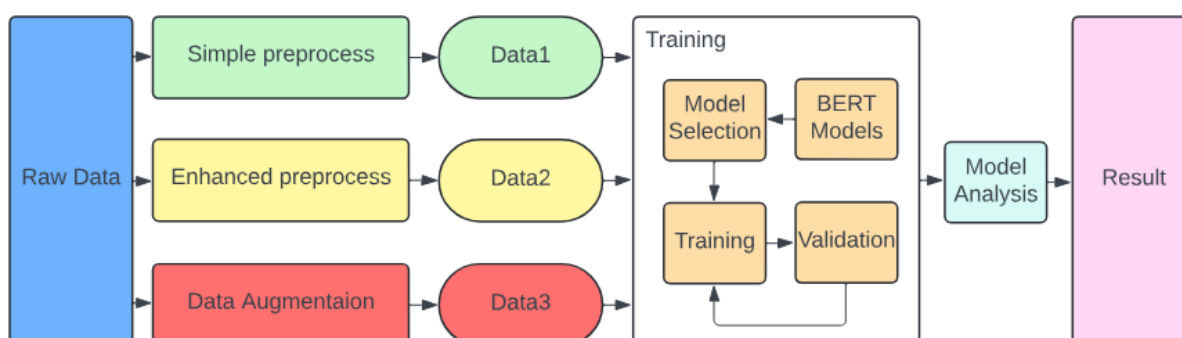 Raw Data
Simple preprocess
Data1
Enhanced preprocess
Data2
Data Augmentaion
Data3
Training
Model
Selection
BERT
Models
Training
Validation
Model
Analysis
Result